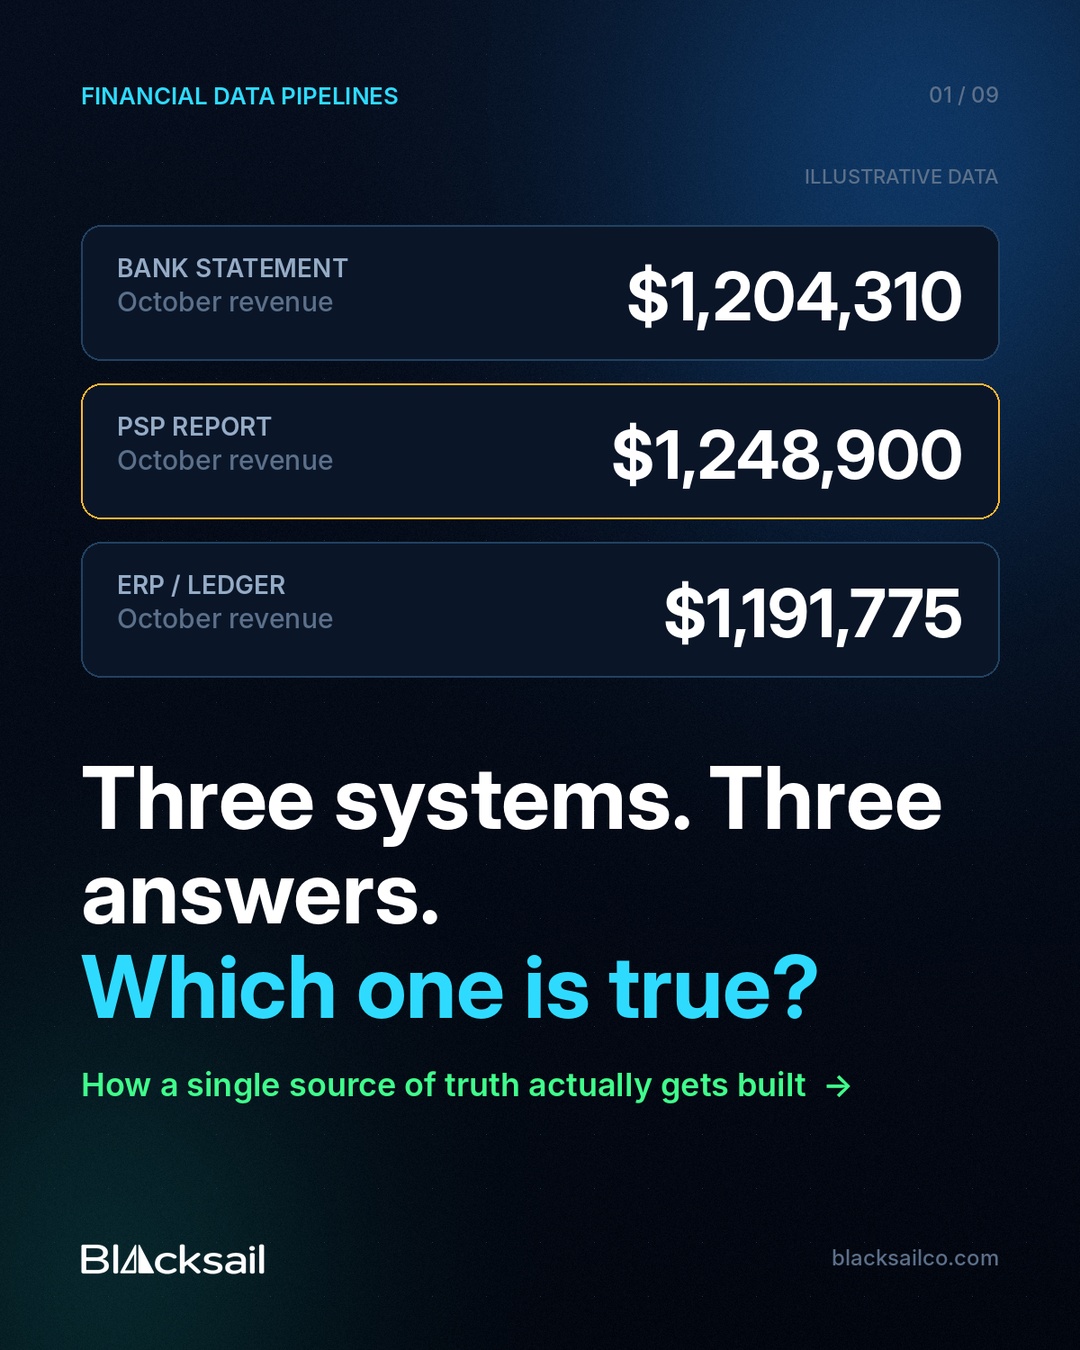 FINANCIAL DATA PIPELINES
01 / 09
ILLUSTRATIVE DATA
BANK STATEMENT
October revenue
$1,204,310
PSP REPORT
October revenue
$1,248,900
ERP / LEDGER
October revenue
$1,191,775
Three systems. Three
answers.
Which one is true?
How a single source of truth actually gets built →
Blacksail
blacksailco.com